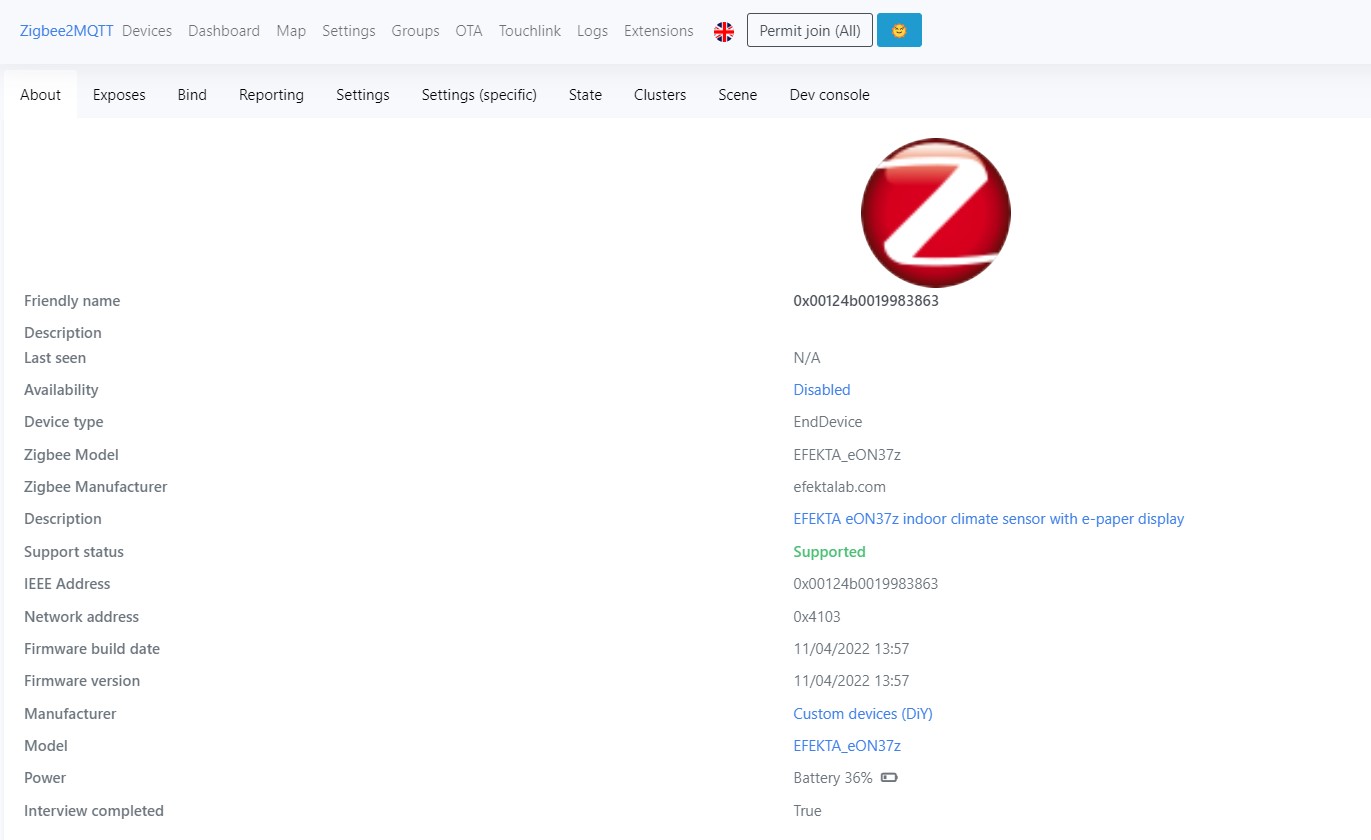 Zigbee2MQTT Devices Dashboard Map Settings Groups OTA Touchlink Logs Extensions Permit join (All)
About Exposes Bind Reporting Settings Settings (specific) State Clusters Scene Dev console
Z
Friendly name 0x00124b0019983863
Description
Last seen N/A
Availability Disabled
Device type EndDevice
Zigbee Model EFEKTA_eON37z
Zigbee Manufacturer efektalab.com
Description EFEKTA eON37z indoor climate sensor with e-paper display
Support status Supported
IEEE Address 0x00124b0019983863
Network address 0x4103
Firmware build date 11/04/2022 13:57
Firmware version 11/04/2022 13:57
Manufacturer Custom devices (DiY)
Model EFEKTA_eON37z
Power Battery 36%
Interview completed True